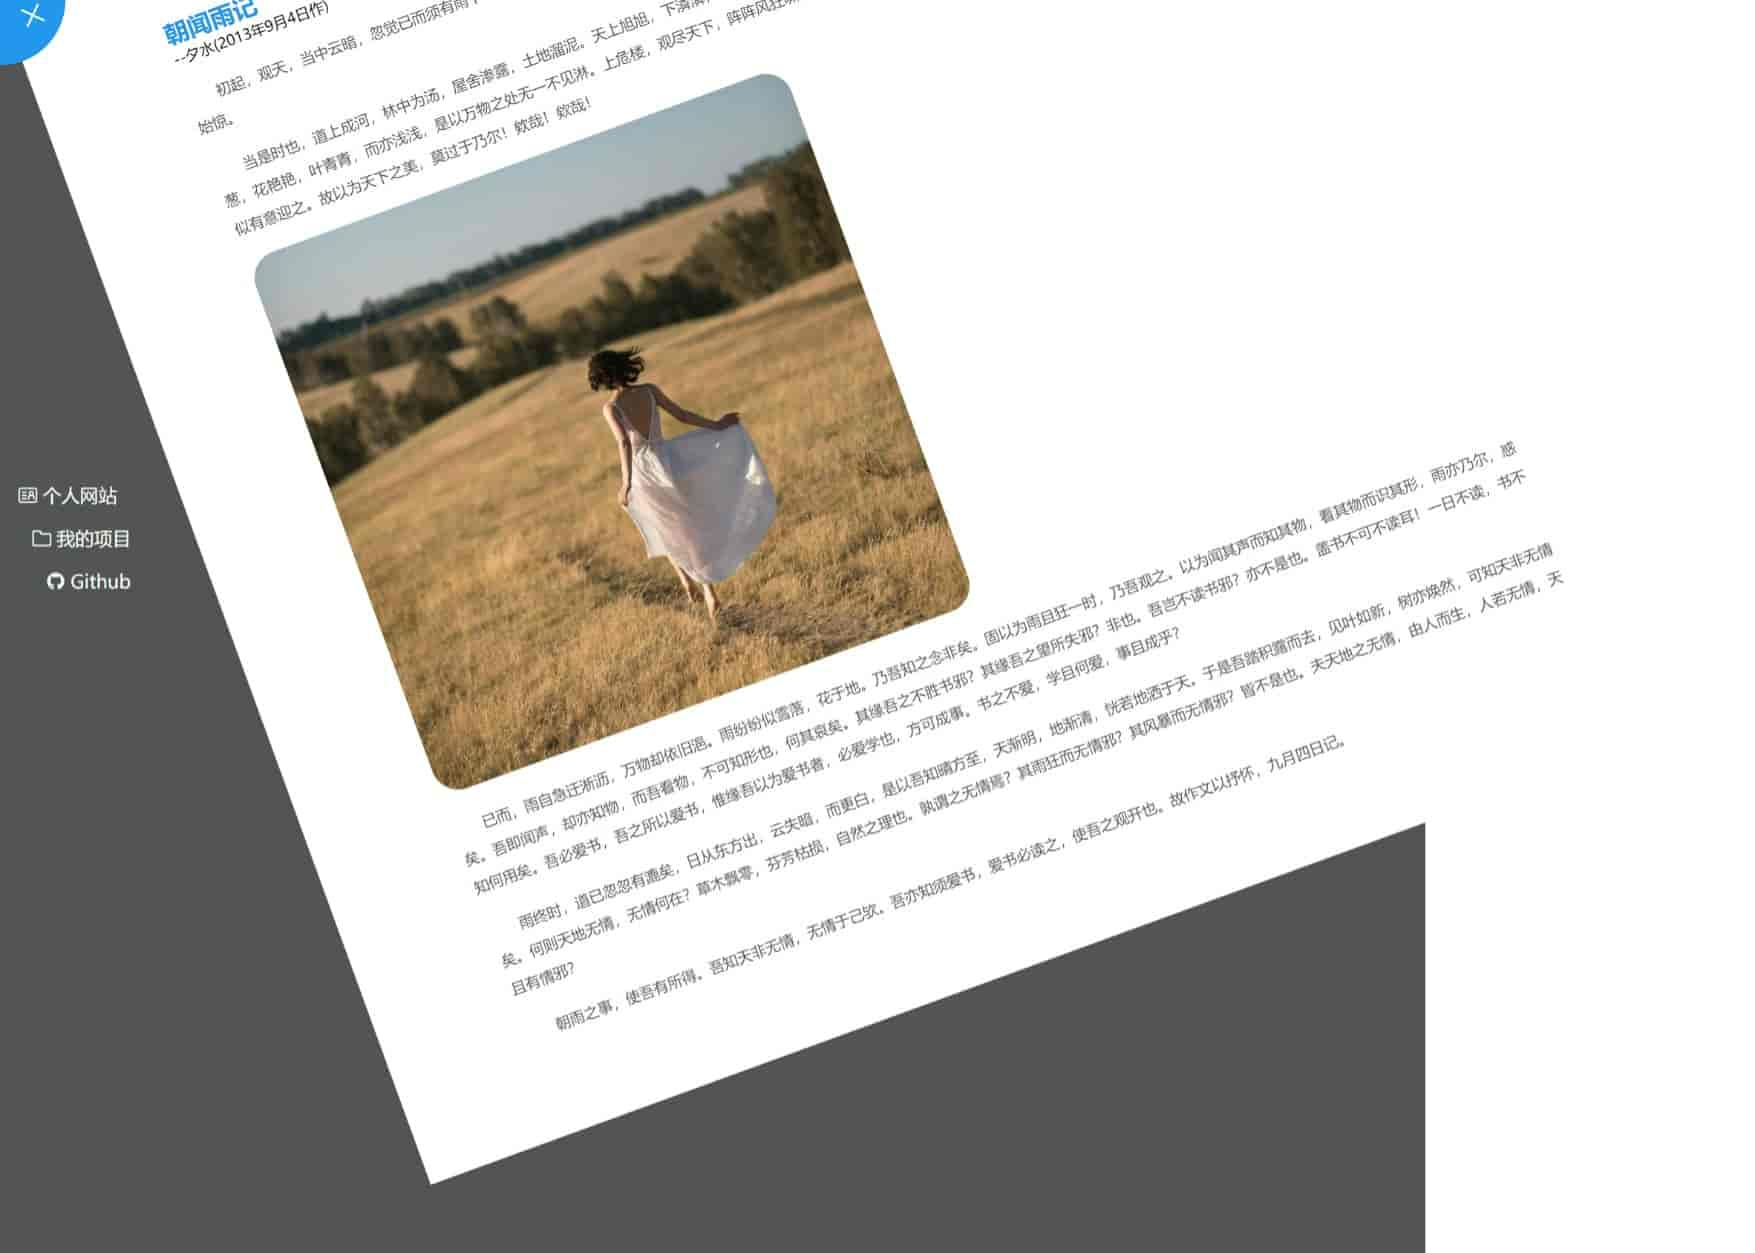 朝闻雨记
--夕水(2013年9月4日作)
初起，观天，当中云暗，忽觉已而须有雨
始惊。
当是时也，道上成河，林中为汤，屋舍渗露，土地溜泥。天上旭旭，下
葱，花艳艳，叶青青，而亦浅浅，是以万物之处无一不见淋。上危楼，观尽天下，阵阵风狂
似有意迎之。故以为天下之美，莫过于乃尔！欸哉！欸哉！
已而，雨自急迁淅沥，万物却依旧浥。雨纷纷似雪落，花于地。乃吾知之念非矣。固以为雨且狂一时，乃吾观之。以为闻其声而知其物，看其物而识其形，雨亦乃尔，感
矣。吾即闻声，却亦知物，而吾看物，不可知形也，何其哀矣。其缘吾之不胜书邪？其缘吾之望所失邪？非也。吾岂不读书邪？亦不是也。盖书不可不读耳！一日不读，书不
知何用矣。吾必爱书，吾之所以爱书，惟缘吾以为爱书者，必爱学也，方可成事。书之不爱，学且何爱，事且成乎？
雨终时，道已忽忽有漉矣，日从东方出，云失暗，而更白，是以吾知晴方至，天渐明，地渐清，恍若地洒于天。于是吾踏积露而去，见叶如新，树亦焕然，可知天非无情
矣。何则天地无情，无情何在？草木飘零，芬芳枯损，自然之理也。孰谓之无情焉？其雨狂而无情邪？其风暴而无情邪？皆不是也。夫天地之无情，由人而生，人若无情，天
且有情邪？
朝雨之事，使吾有所得。吾知天非无情，无情于己欤。吾亦知须爱书，爱书必读之，使吾之观开也。故作文以抒怀，九月四日记。
个人网站
我的项目
Github